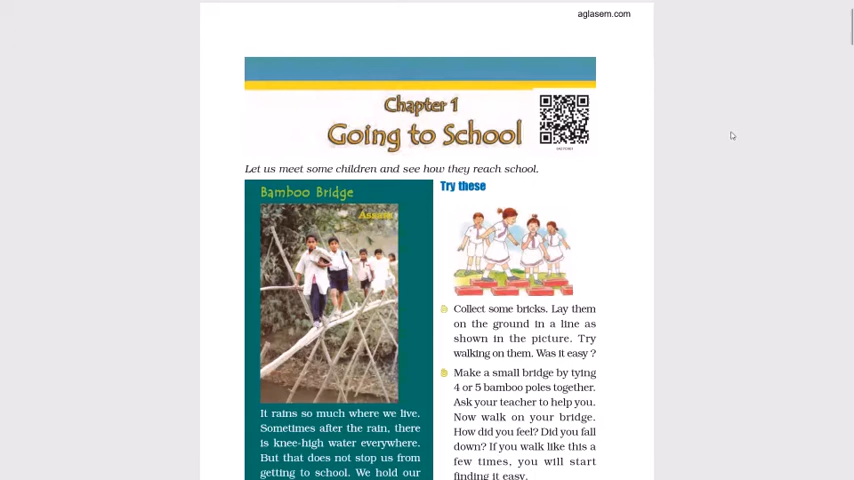 aglasem.com
Chapter 1
Going to School
Let us meet some children and see how they reach school.
Bamboo Bridge
Assam
It rains so much where we live.
Sometimes after the rain, there
is knee-high water everywhere.
But that does not stop us from
getting to school. We hold our
Try these
Collect some bricks. Lay them
on the ground in a line as
shown in the picture. Try
walking on them. Was it easy ?
Make a small bridge by tying
4 or 5 bamboo poles together.
Ask your teacher to help you.
Now walk on your bridge.
How did you feel? Did you fall
down? If you walk like this a
few times, you will start
finding it easy.